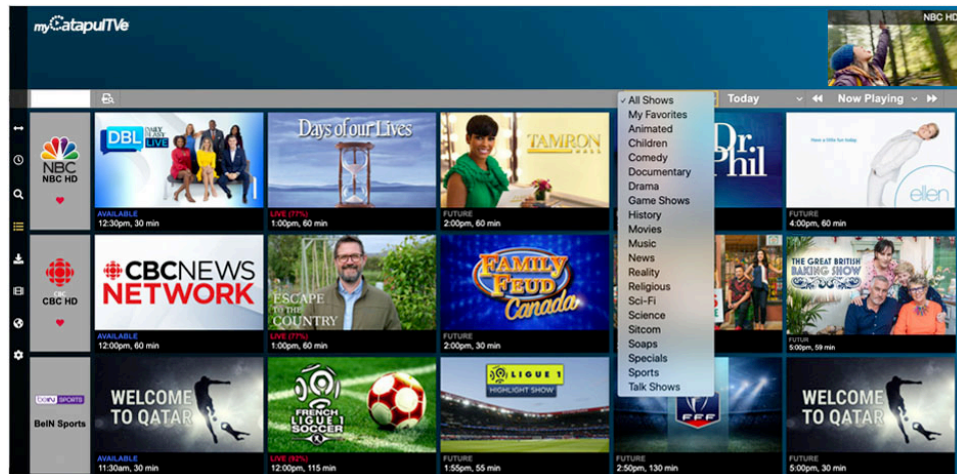 myCatapulTVe
NBC HD
Today
Now Playing
✓ All Shows
My Favorites
Animated
Children
Comedy
Documentary
Drama
Game Shows
History
Movies
Music
News
Reality
Religious
Sci-Fi
Science
Sitcom
Soaps
Specials
Sports
Talk Shows
NBC
NBC HD
DBL DAILY BLAST LIVE
AVAILABLE
12:30pm, 30 min
Days of our Lives
LIVE (77%)
1:00pm, 60 min
TAMRON
HALL
FUTURE
2:00pm, 60 min
Dr.
Phil
ellen
FUTURE
4:00pm, 60 min
CBC
CBC HD
CBCNEWS
NETWORK
AVAILABLE
12:00pm, 60 min
ESCAPE
TO THE
COUNTRY
LIVE (77%)
1:00pm, 60 min
FAMILY
FEUD
Canada
FUTURE
2:00pm, 30 min
THE GREAT BRITISH
BAKING SHOW
FUTUR
5:00pm, 59 min
beIN SPORTS
BeIN Sports
WELCOME
TO QATAR
11:30am, 30 min
FRENCH
LIGUE 1
SOCCER
LIVE (92%)
12:00pm, 115 min
LIGUE 1
HIGHLIGHT SHOW
FUTURE
1:55pm, 55 min
FFF
2:50pm, 130 min
WELCOME
TO QATAR
FUTURE
5:00pm, 30 min